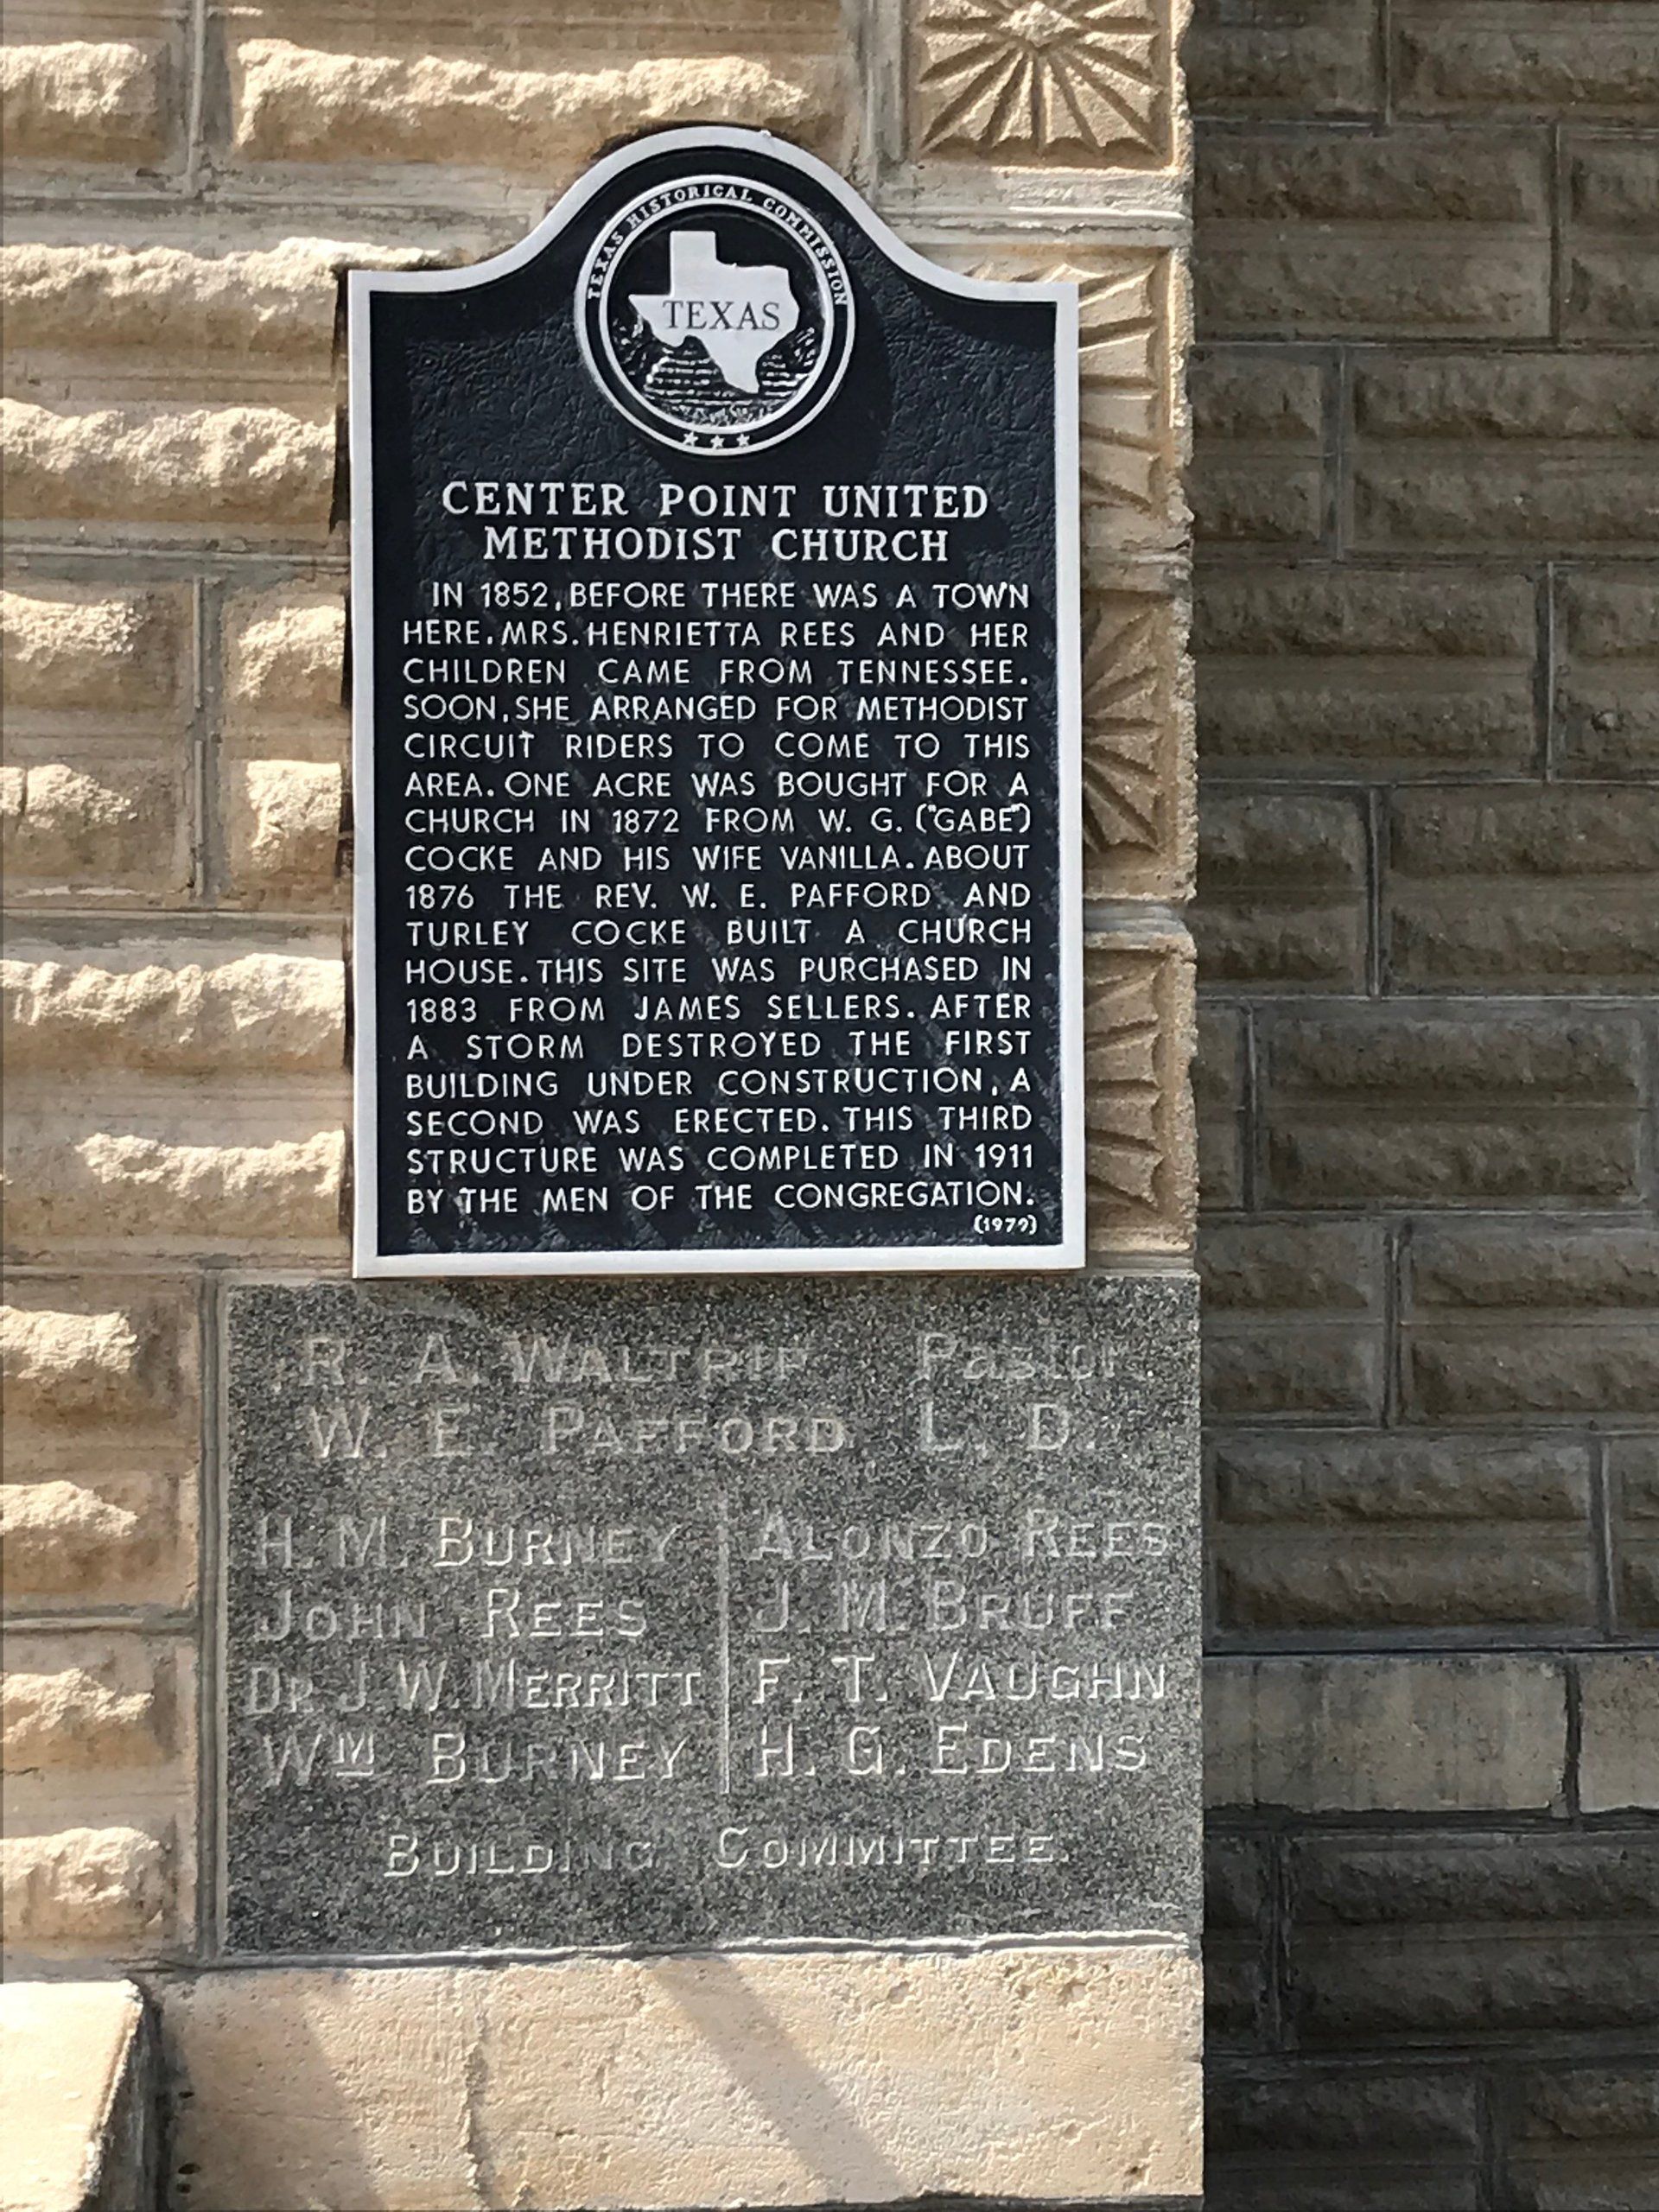 TEXAS HISTORICAL COMMISSION
TEXAS
CENTER POINT UNITED
METHODIST CHURCH
IN 1852, BEFORE THERE WAS A TOWN
HERE, MRS. HENRIETTA REES AND HER
CHILDREN CAME FROM TENNESSEE.
SOON, SHE ARRANGED FOR METHODIST
CIRCUIT RIDERS TO COME TO THIS
AREA. ONE ACRE WAS BOUGHT FOR A
CHURCH IN 1872 FROM W. G. ("GABE")
COCKE AND HIS WIFE VANILLA. ABOUT
1876 THE REV. W. E. PAFFORD AND
TURLEY COCKE BUILT A CHURCH
HOUSE. THIS SITE WAS PURCHASED IN
1883 FROM JAMES SELLERS. AFTER
A STORM DESTROYED THE FIRST
BUILDING UNDER CONSTRUCTION, A
SECOND WAS ERECTED. THIS THIRD
STRUCTURE WAS COMPLETED IN 1911
BY THE MEN OF THE CONGREGATION.
(1979)
R. A. WALTRIP Pastor
W. E. PAFFORD L. D.
H. M. BURNEY
JOHN REES
DR J. W. MERRITT
WM BURNEY
ALONZO REES
J. M. BRUFF
F. T. VAUGHN
H. G. EDENS
BUILDING COMMITTEE.